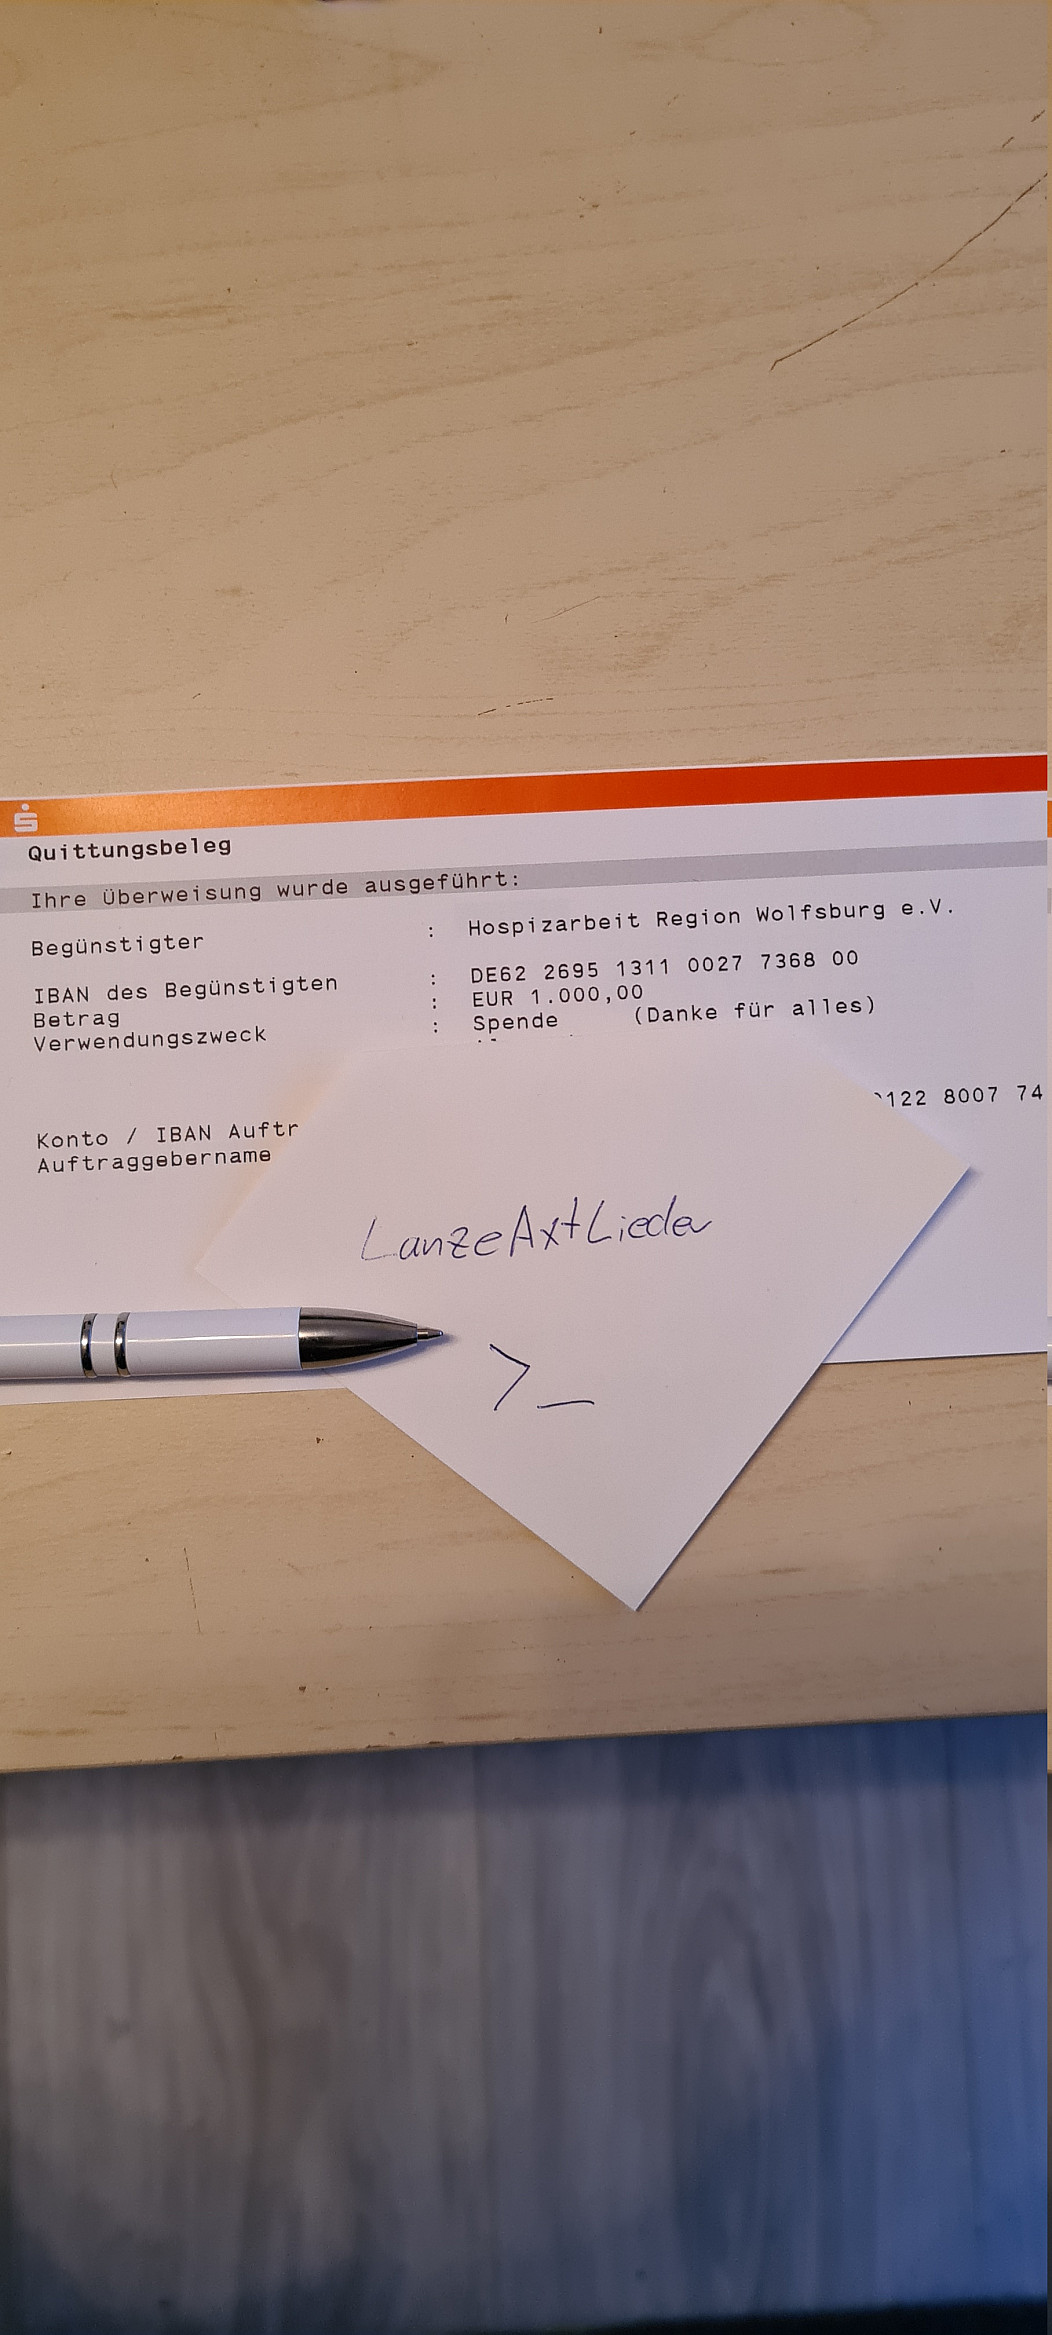 Quittungsbeleg
Ihre Überweisung wurde ausgeführt:
Begünstigter : Hospizarbeit Region Wolfsburg e.V.
IBAN des Begünstigten : DE62 2695 1311 0027 7368 00
Betrag : EUR 1.000,00
Verwendungszweck : Spende (Danke für alles)
122 8007 74
Konto / IBAN Auftr
Auftraggebername
LanzeAxtLieder
>_